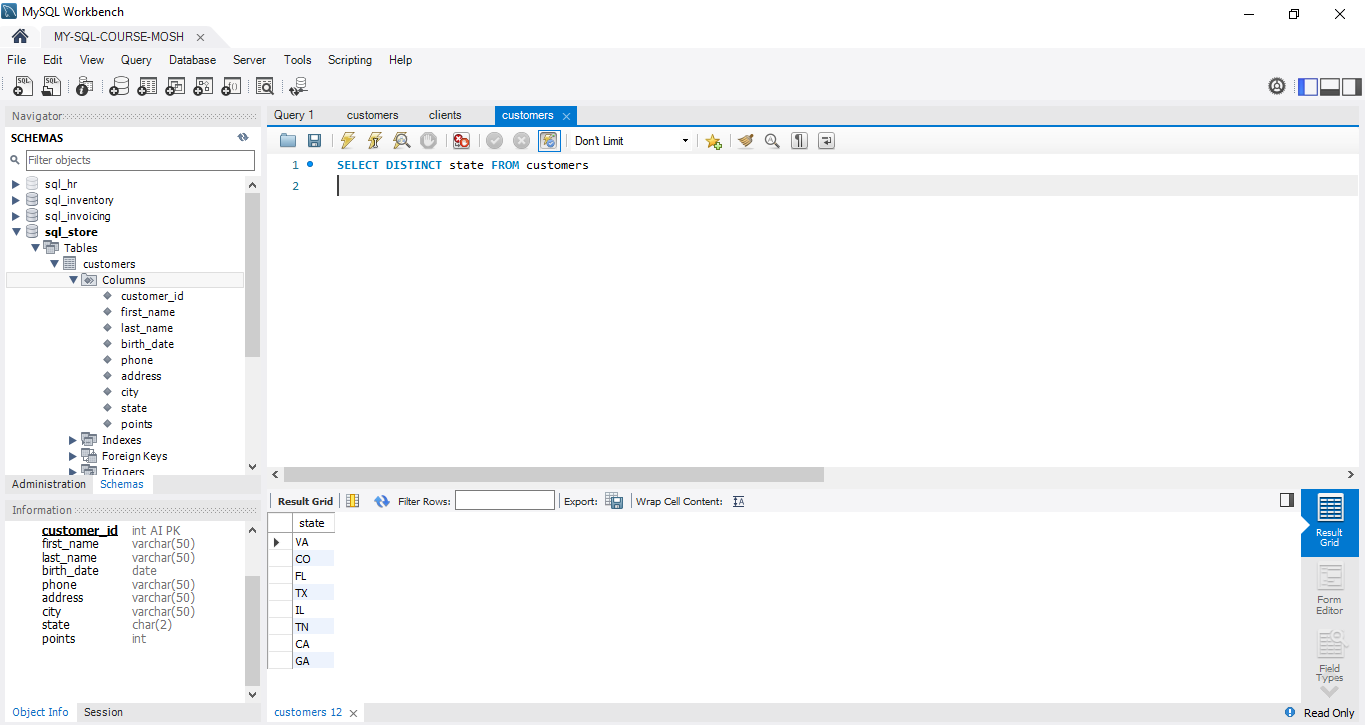 MySQL Workbench
MY-SQL-COURSE-MOSH
File Edit View Query Database Server Tools Scripting Help
SQL SQL
Navigator
SCHEMAS
Filter objects
sql_hr
sql_inventory
sql_invoicing
sql_store
Tables
customers
Columns
customer_id
first_name
last_name
birth_date
phone
address
city
state
points
Indexes
Foreign Keys
Triggers
Administration Schemas
Information
customer_id int AI PK
first_name varchar(50)
last_name varchar(50)
birth_date date
phone varchar(50)
address varchar(50)
city varchar(50)
state char(2)
points int
Object Info Session
Query 1 customers clients customers
Don't Limit
1 SELECT DISTINCT state FROM customers
2
Result Grid Filter Rows: Export: Wrap Cell Content: IA
state
VA
CO
FL
TX
IL
TN
CA
GA
Result
Grid
Form
Editor
Field
Types
customers 12
Read Only